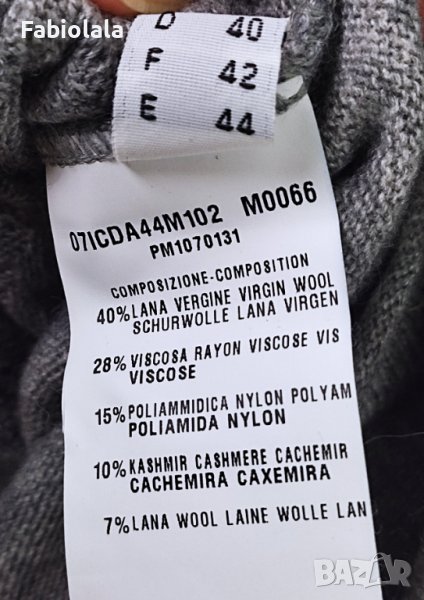 Fabiolala
D 40
F 42
E 44
071CDA44M102 M0066
PM1070131
COMPOSIZIONE-COMPOSITION
40% LANA VERGINE VIRGIN WOOL
SCHURWOLLE LANA VIRGEN
28% VISCOSA RAYON VISCOSE VIS
VISCOSE
15% POLIAMMIDICA NYLON POLYAM
POLIAMIDA NYLON
10% KASHMIR CASHMERE CACHEMIR
CACHEMIRA CAXEMIRA
7% LANA WOOL LAINE WOLLE LAN
BAZAR